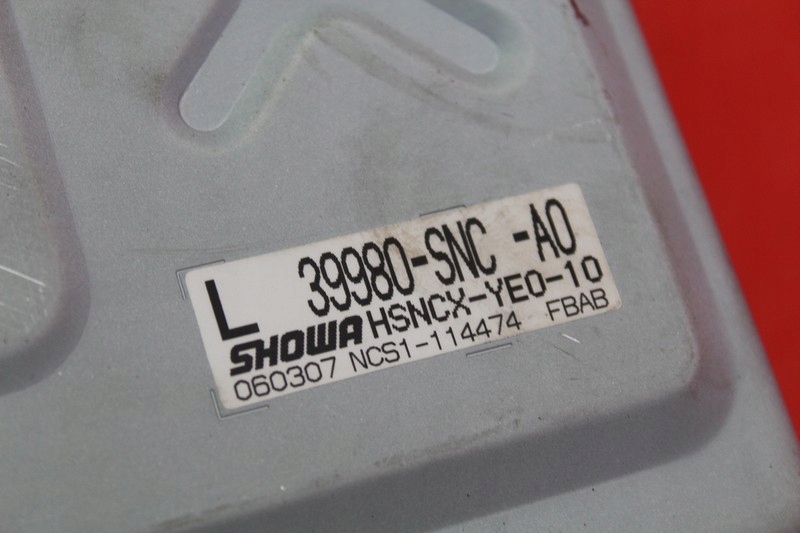 L 39980-SNC -A0
SHOWA HSNCX-YE0-10
060307 NCS1-114474 FBAB